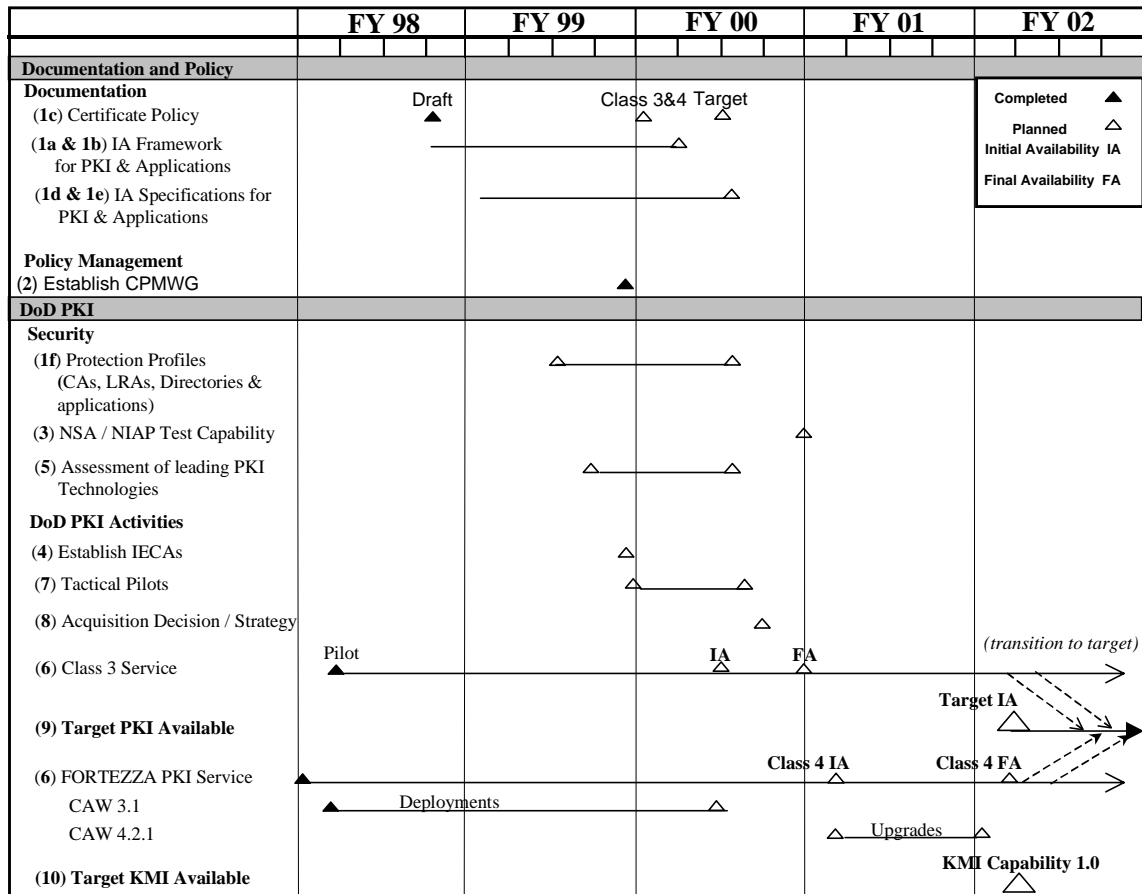 FY 98 FY 99 FY 00 FY 01 FY 02
Documentation and Policy
Documentation
Draft Class 3&4 Target
(1c) Certificate Policy
(1a & 1b) IA Framework
for PKI & Applications
(1d & 1e) IA Specifications for
PKI & Applications
Completed
Planned
Initial Availability IA
Final Availability FA
Policy Management
(2) Establish CPMWG
DoD PKI
Security
(1f) Protection Profiles
(CAs, LRAs, Directories &
applications)
(3) NSA / NIAP Test Capability
(5) Assessment of leading PKI
Technologies
DoD PKI Activities
(4) Establish IECAs
(7) Tactical Pilots
(8) Acquisition Decision / Strategy
Pilot IA FA (transition to target)
(6) Class 3 Service
Target IA
(9) Target PKI Available
Class 4 IA Class 4 FA
(6) FORTEZZA PKI Service
CAW 3.1 Deployments
CAW 4.2.1 Upgrades
KMI Capability 1.0
(10) Target KMI Available